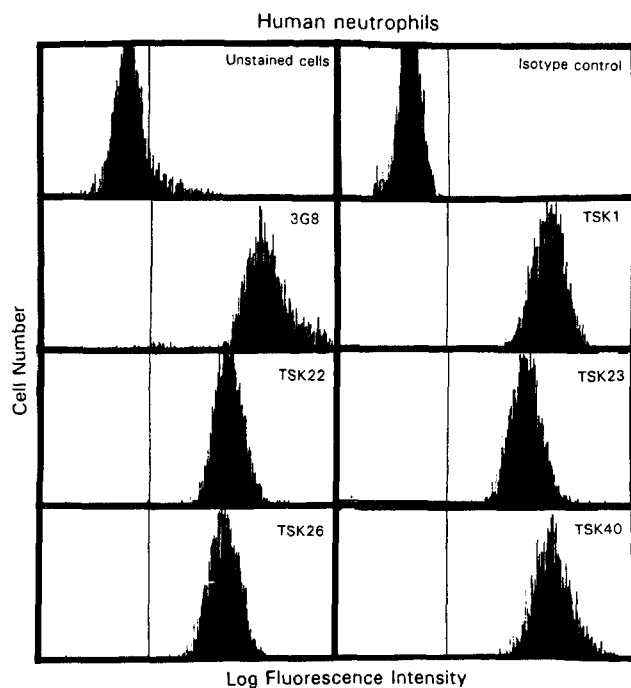 Human neutrophils
Unstained cells
Isotype control
3G8
TSK1
TSK22
TSK23
TSK26
TSK40
Cell Number
Log Fluorescence Intensity